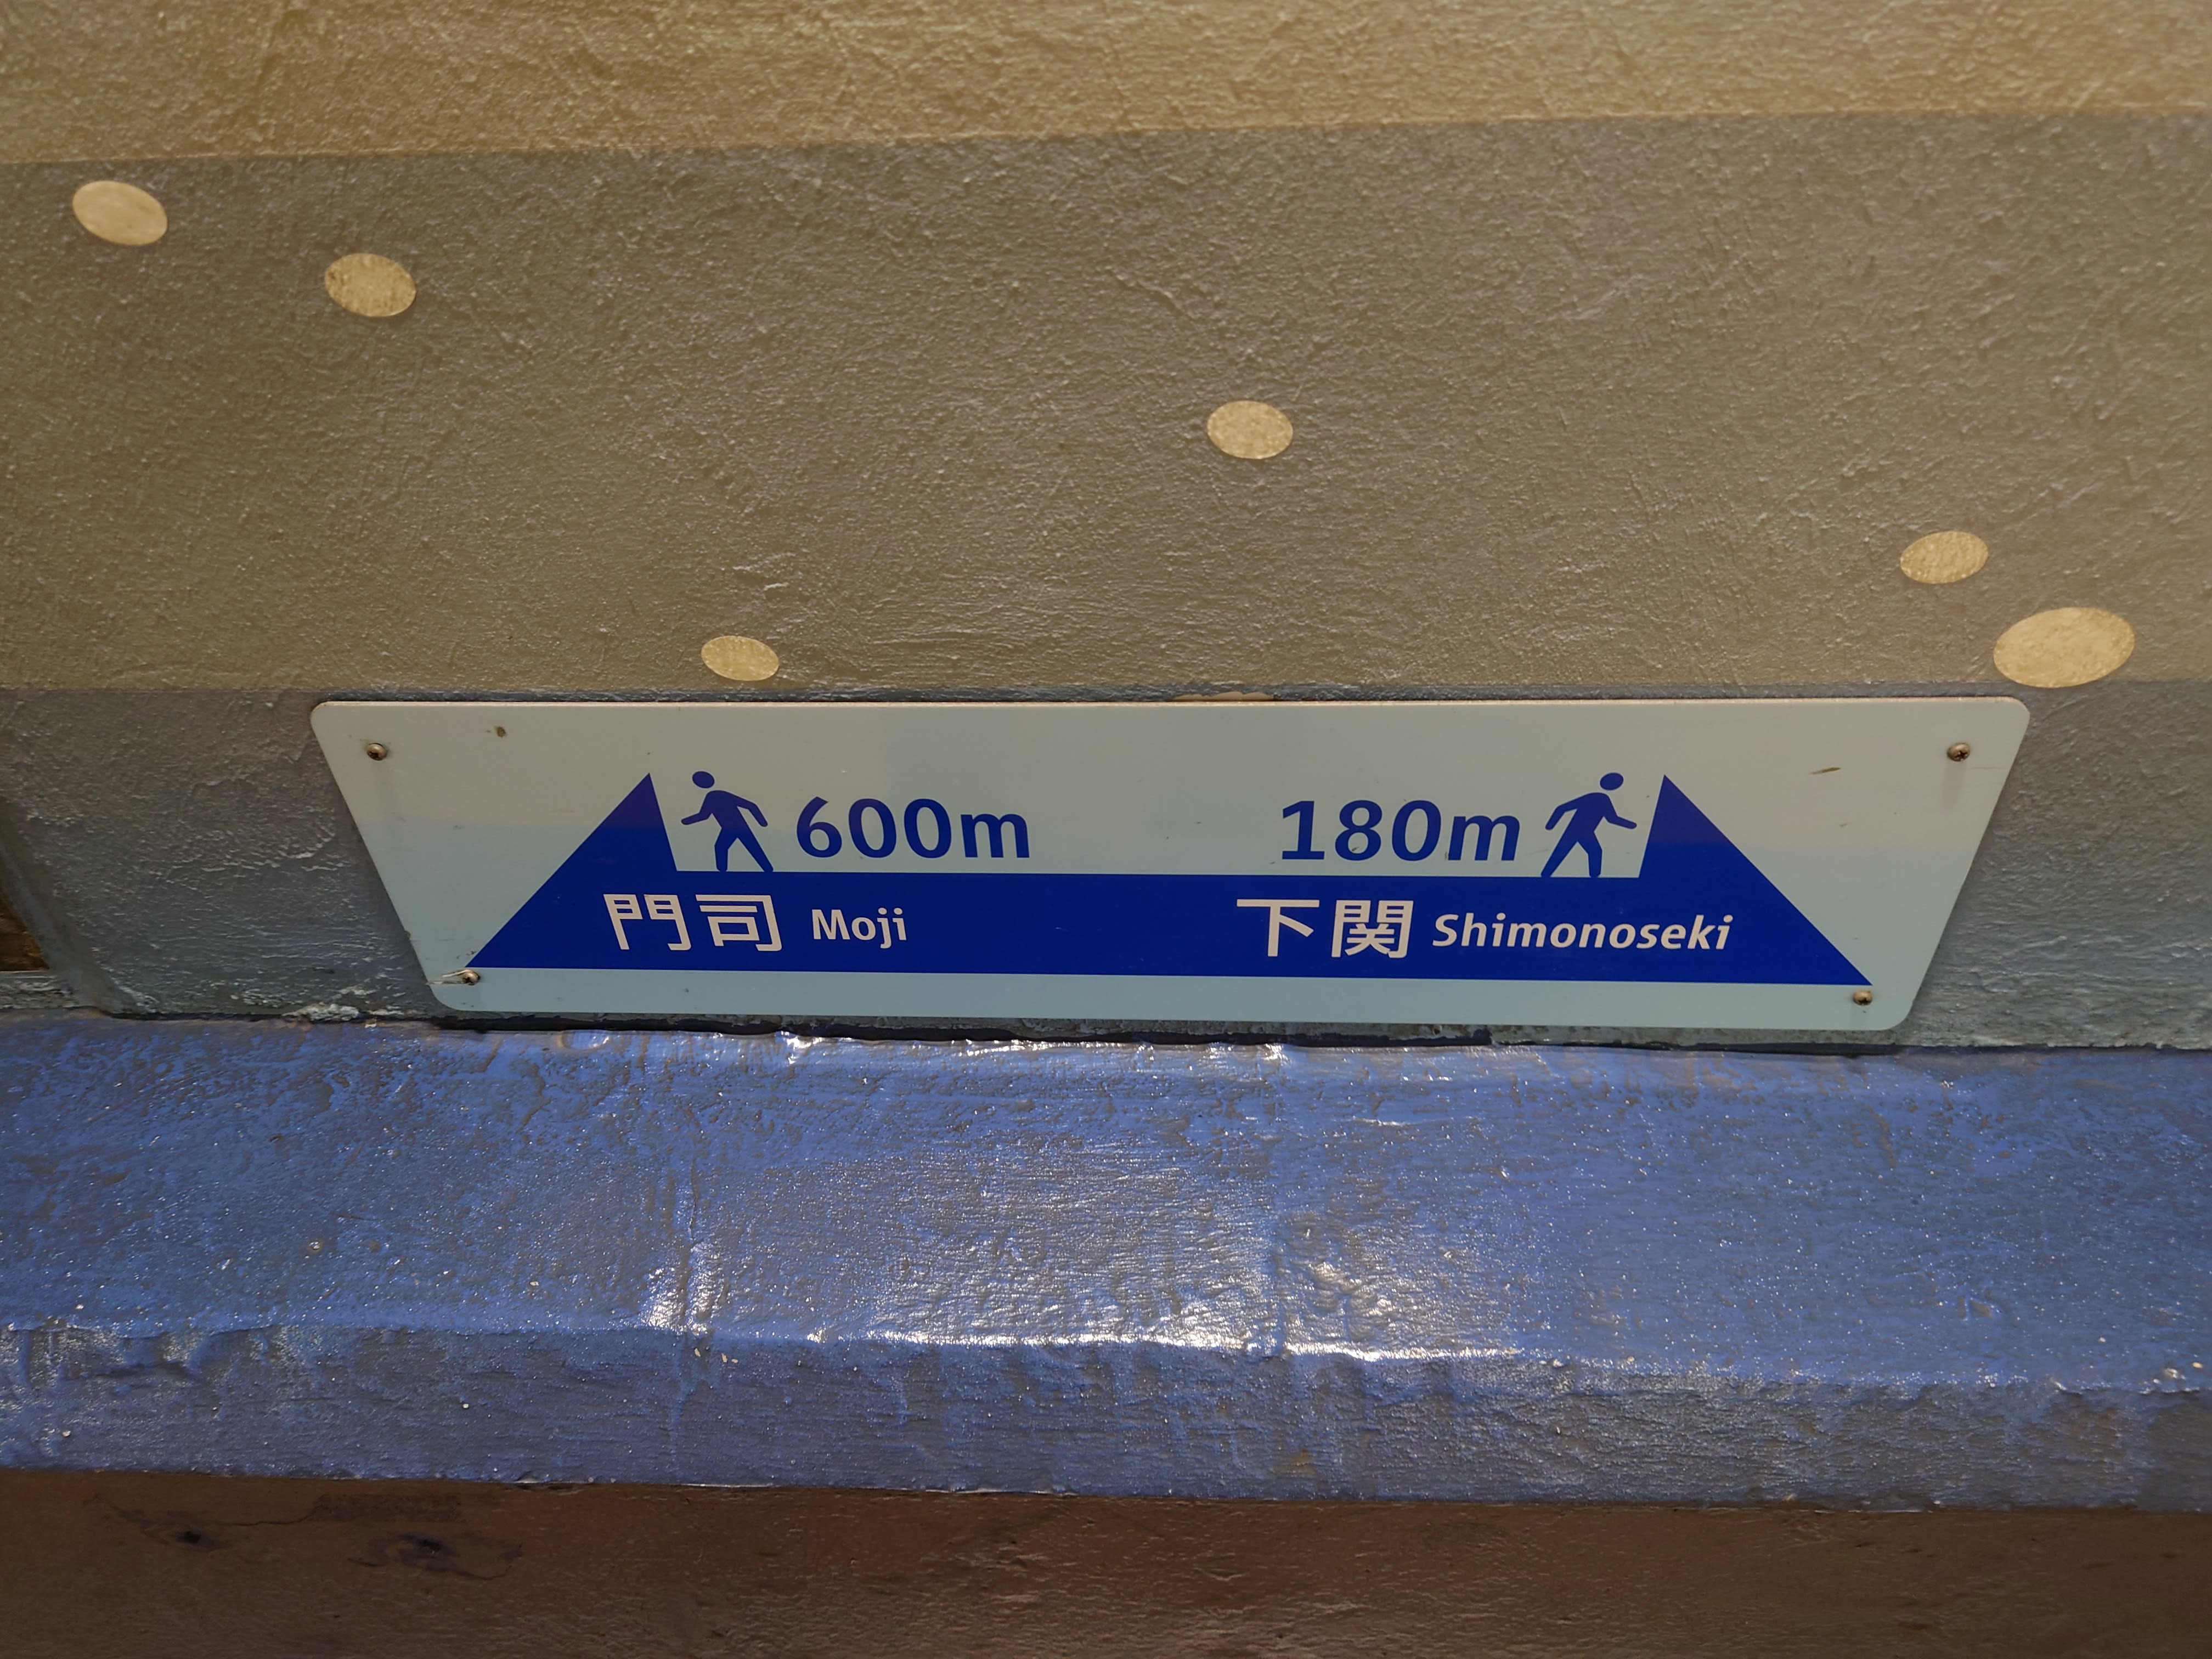 600m 180m
門司 Moji 下関 Shimonoseki